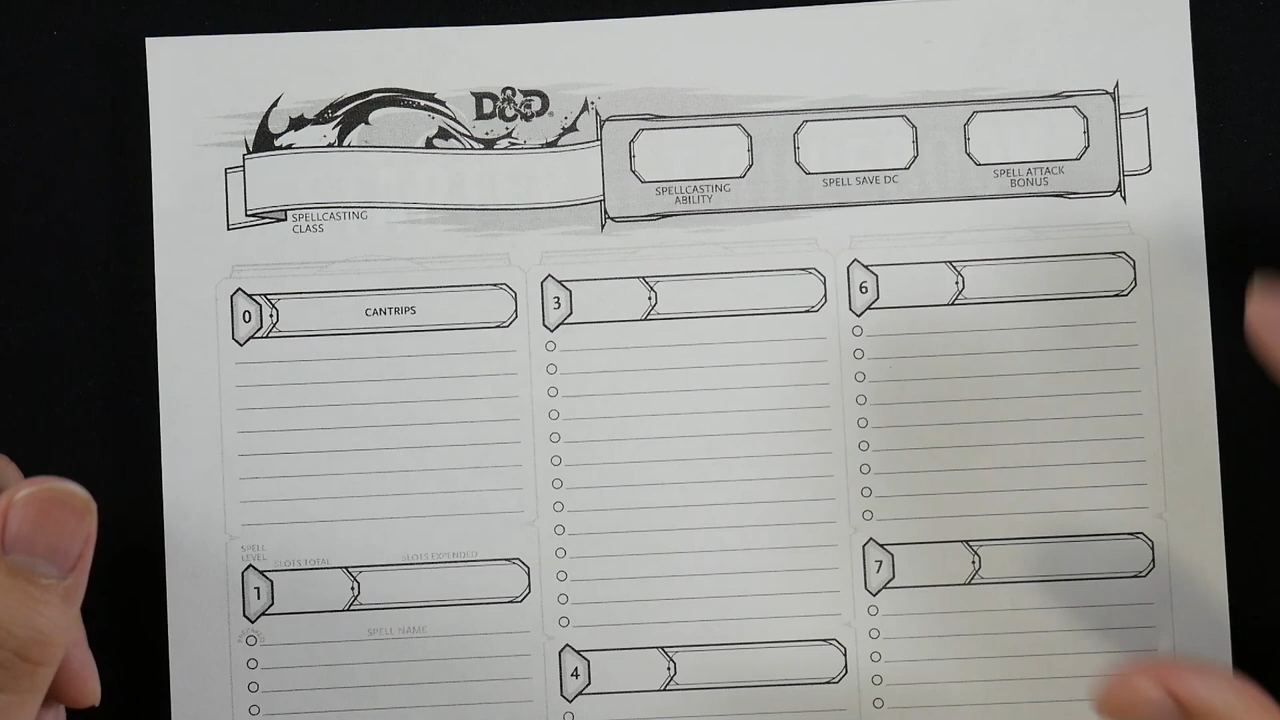 D&D
SPELLCASTING
CLASS
SPELLCASTING
ABILITY
SPELL SAVE DC
SPELL ATTACK
BONUS
0
CANTRIPS
SPELL
LEVEL
SLOTS TOTAL
SLOTS EXPENDED
1
SPELL NAME
3
4
6
7